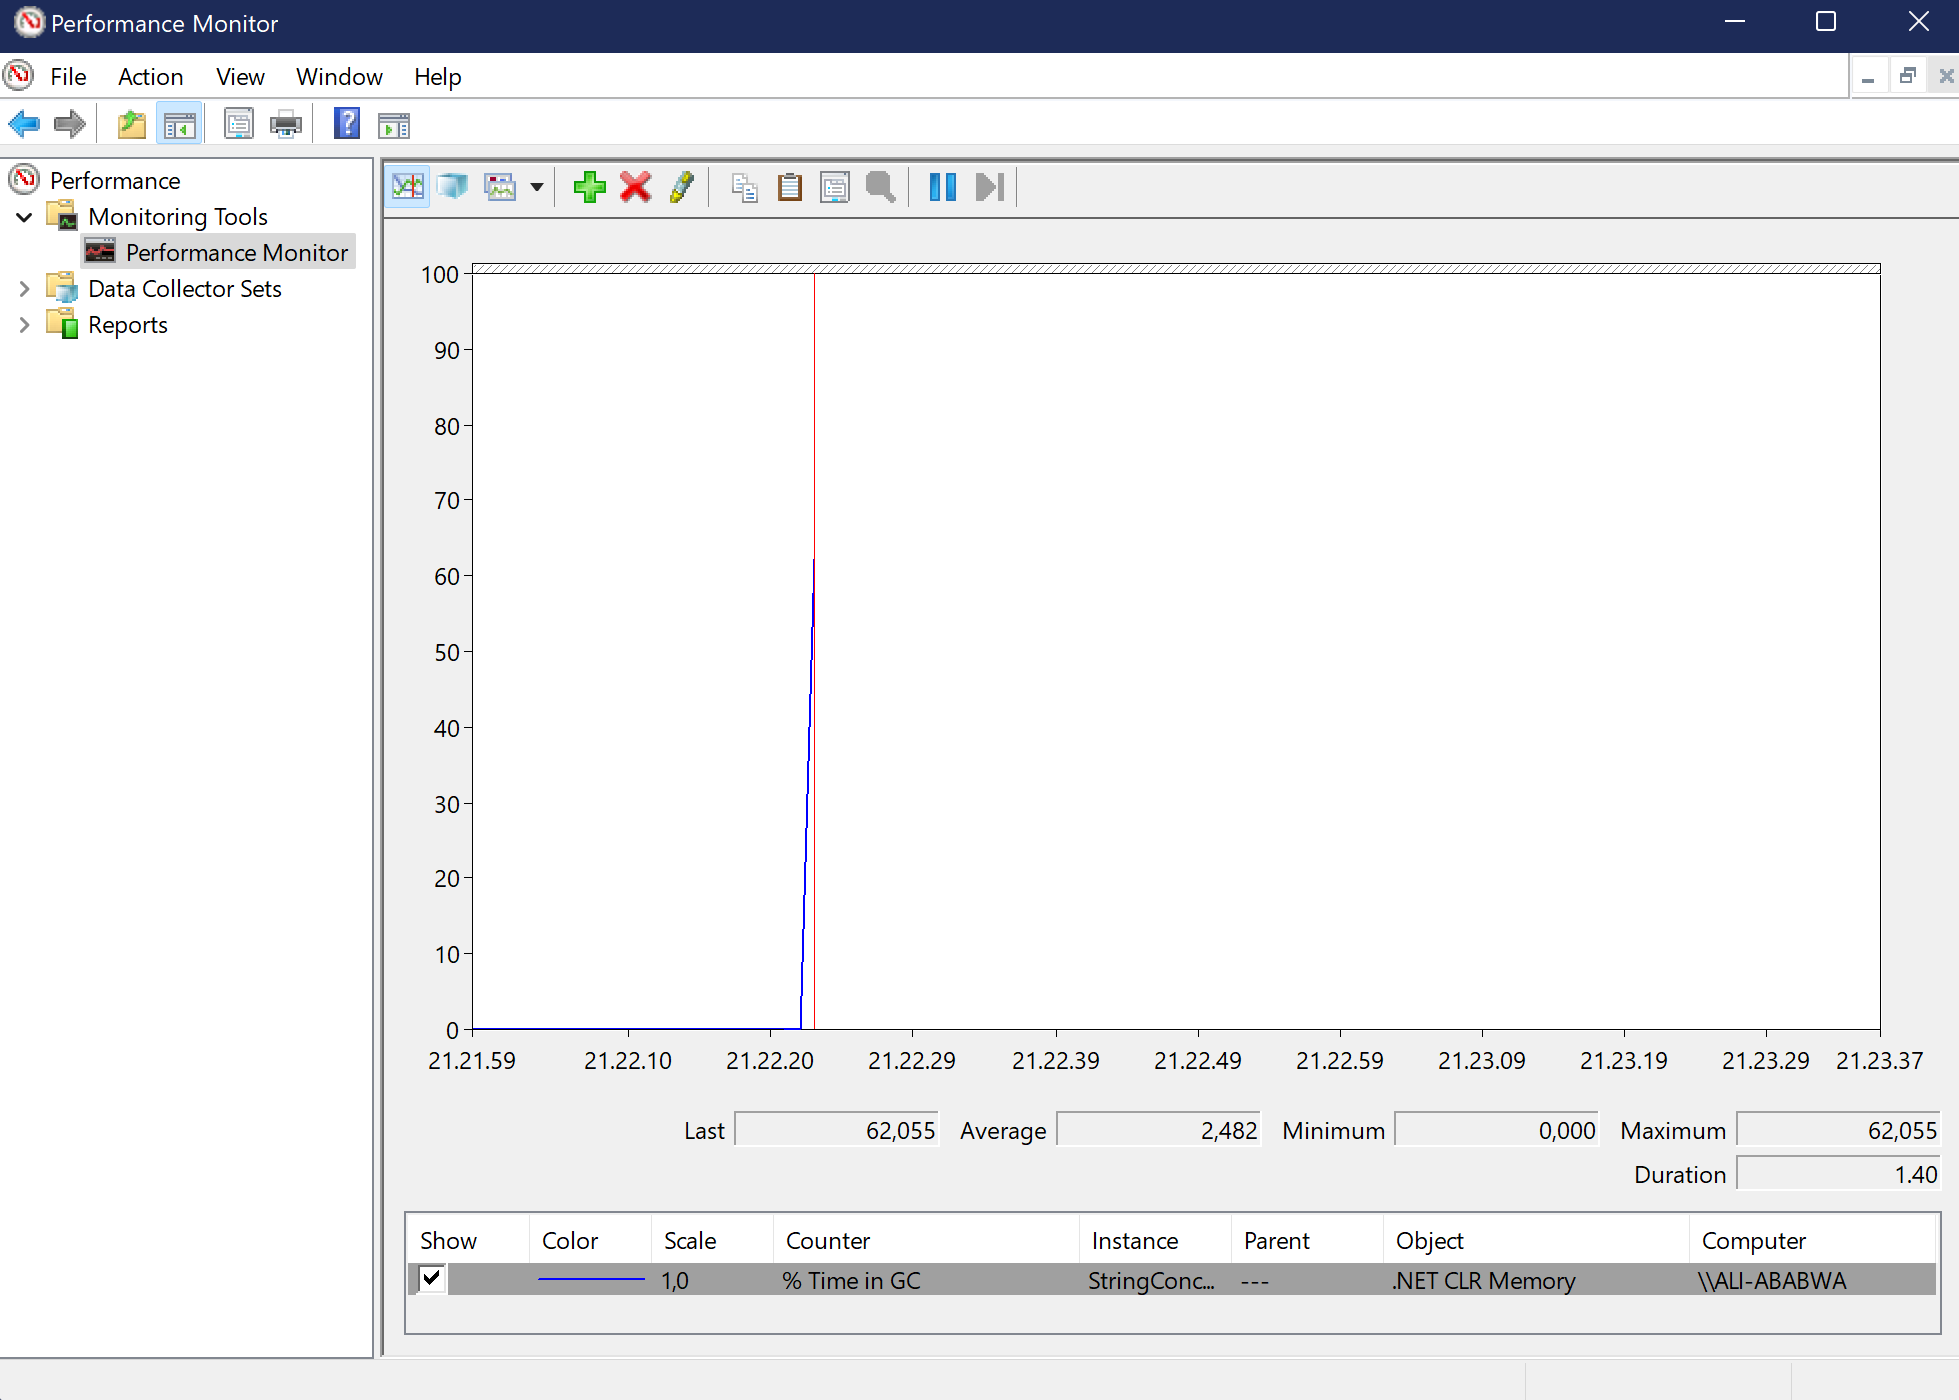 Performance Monitor
File Action View Window Help
Performance
Monitoring Tools
Performance Monitor
Data Collector Sets
Reports
100
90
80
70
60
50
40
30
20
10
0
21.21.59 21.22.10 21.22.20 21.22.29 21.22.39 21.22.49 21.22.59 21.23.09 21.23.19 21.23.29 21.23.37
Last 62,055 Average 2,482 Minimum 0,000 Maximum 62,055
Duration 1.40
Show Color Scale Counter Instance Parent Object Computer
1,0 % Time in GC StringConc... --- .NET CLR Memory \\ALI-ABABWA